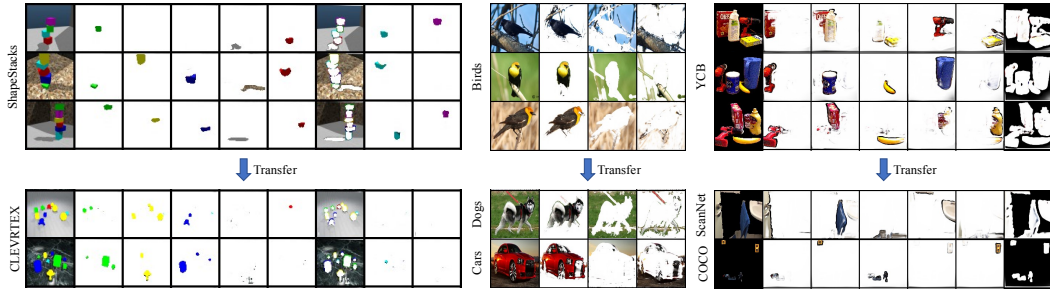 ShapeStacks
Birds
YCB
Transfer
Transfer
Transfer
CLEVRTEX
Dogs
Cars
ScanNet
COCO